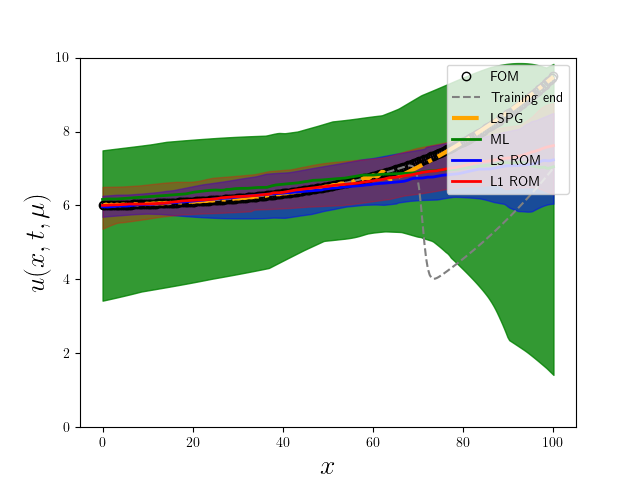 10
8
6
4
2
0
u(x, t, μ)
0 20 40 60 80 100
x
FOM
Training end
LSPG
ML
LS ROM
L1 ROM